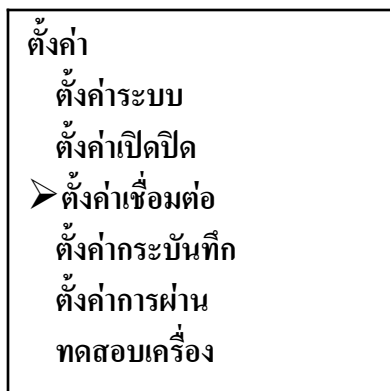 ตั้งค่า
ตั้งค่าระบบ
ตั้งค่าเปิดปิด
➢ตั้งค่าเชื่อมต่อ
ตั้งค่ากระบันทึก
ตั้งค่าการผ่าน
ทดสอบเครื่อง